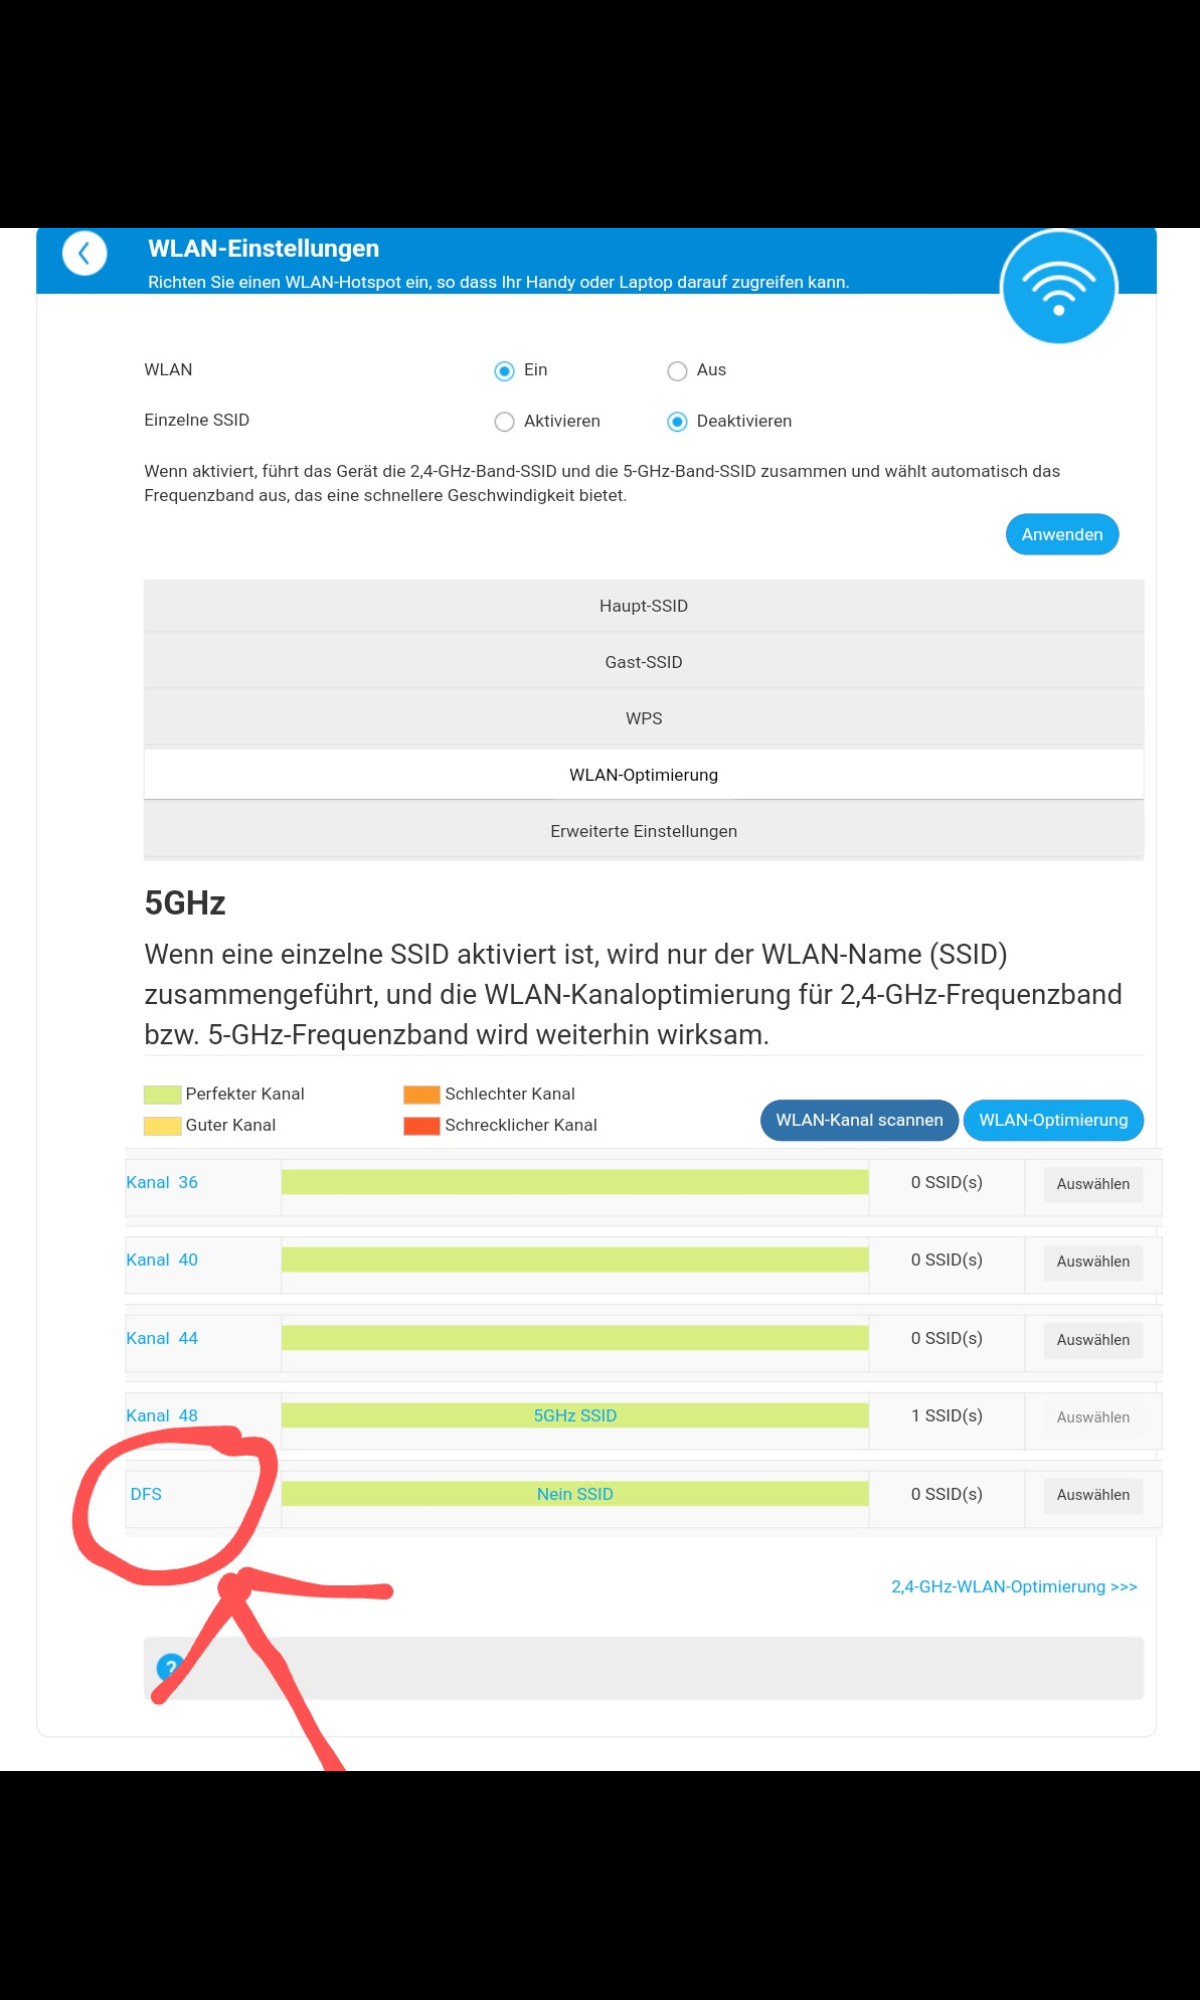 WLAN-Einstellungen
Richten Sie einen WLAN-Hotspot ein, so dass Ihr Handy oder Laptop darauf zugreifen kann.
WLAN Ein Aus
Einzelne SSID Aktivieren Deaktivieren
Wenn aktiviert, führt das Gerät die 2,4-GHz-Band-SSID und die 5-GHz-Band-SSID zusammen und wählt automatisch das
Frequenzband aus, das eine schnellere Geschwindigkeit bietet.
Anwenden
Haupt-SSID
Gast-SSID
WPS
WLAN-Optimierung
Erweiterte Einstellungen
5GHz
Wenn eine einzelne SSID aktiviert ist, wird nur der WLAN-Name (SSID)
zusammengeführt, und die WLAN-Kanaloptimierung für 2,4-GHz-Frequenzband
bzw. 5-GHz-Frequenzband wird weiterhin wirksam.
Perfekter Kanal Schlechter Kanal
Guter Kanal Schrecklicher Kanal
WLAN-Kanal scannen WLAN-Optimierung
Kanal 36 0 SSID(s) Auswählen
Kanal 40 0 SSID(s) Auswählen
Kanal 44 0 SSID(s) Auswählen
Kanal 48 5GHz SSID 1 SSID(s) Auswählen
DFS Nein SSID 0 SSID(s) Auswählen
2,4-GHz-WLAN-Optimierung >>>
?